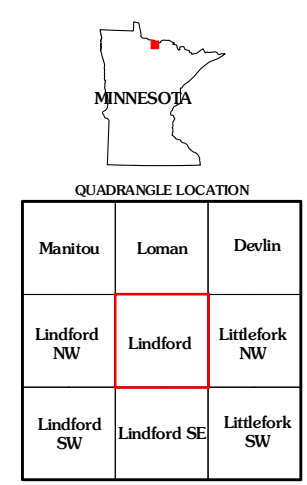 MINNESOTA
QUADRANGLE LOCATION
Manitou
Loman
Devlin
Lindford
NW
Lindford
Littlefork
NW
Lindford
SW
Lindford SE
Littlefork
SW